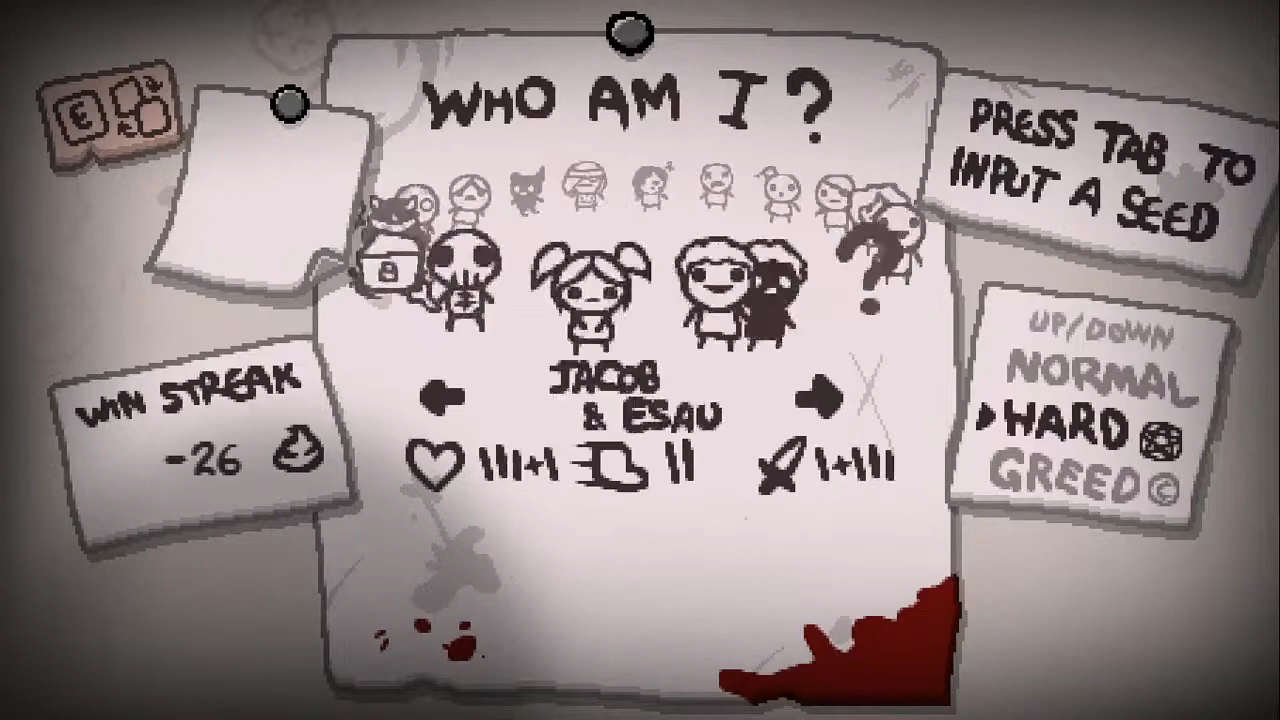 WHO AM I?
PRESS TAB TO
INPUT A SEED
WIN STREAK
-26
JACOB
& ESAU
UP/DOWN
NORMAL
HARD
GREED ©
?